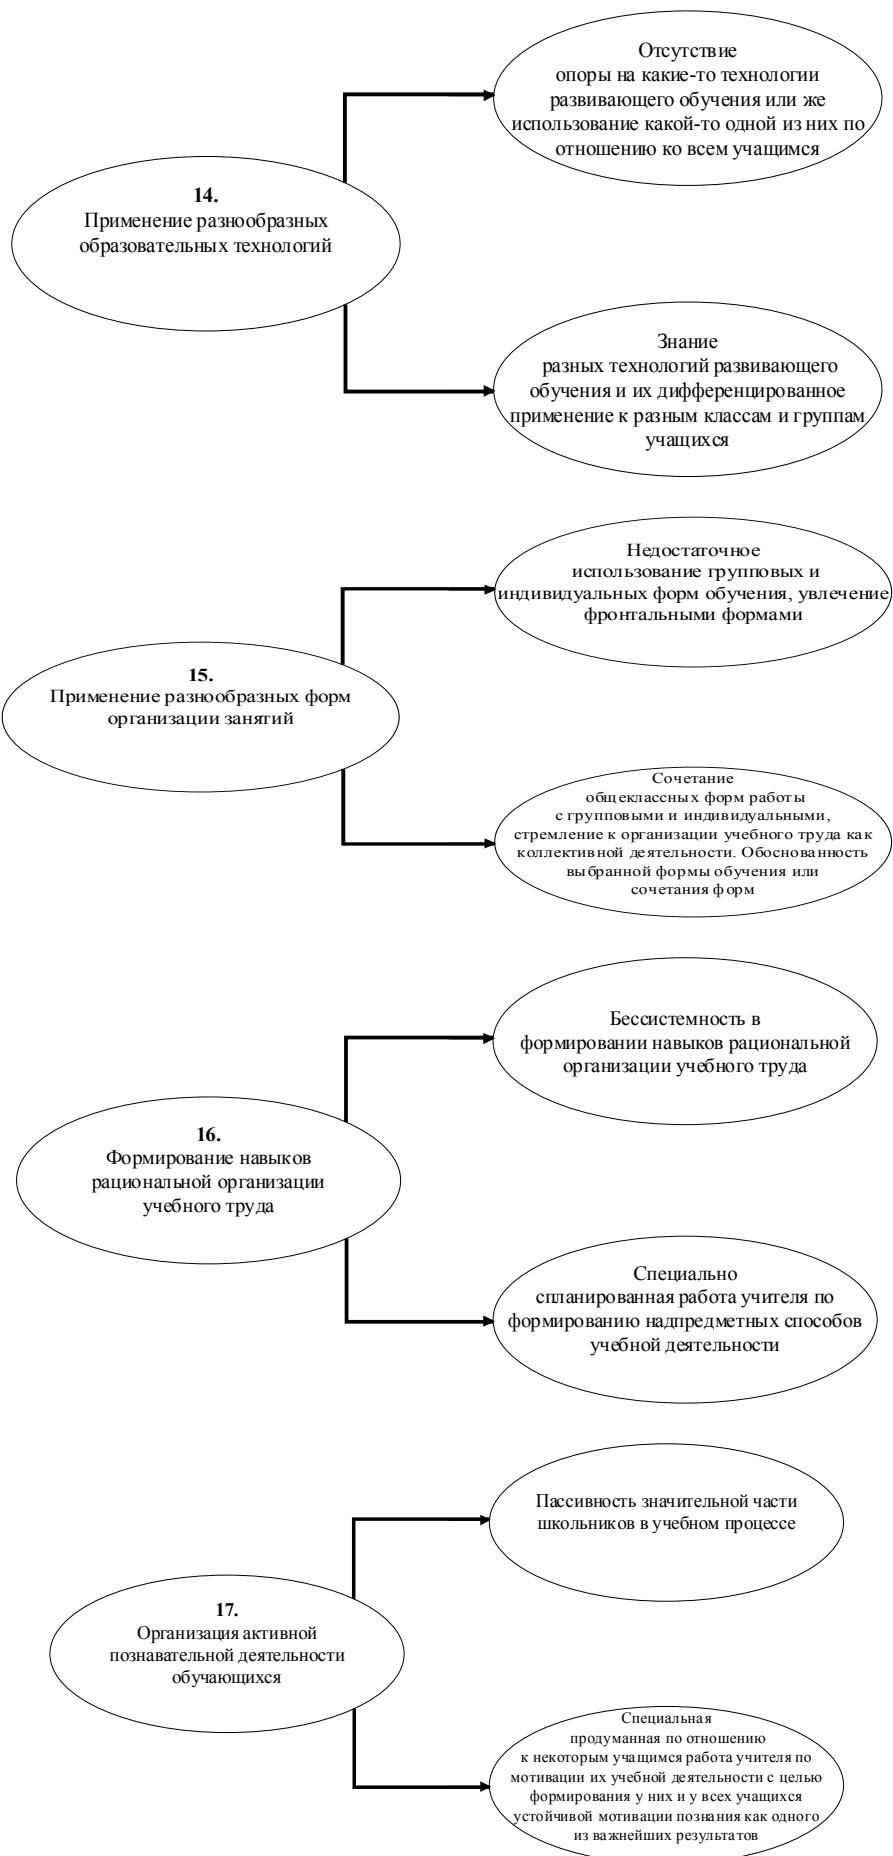 14.
Применение разнообразных
образовательных технологий
Отсутствие
опоры на какие-то технологии
развивающего обучения или же
использование какой-то одной из них по
отношению ко всем учащимся
Знание
разных технологий развивающего
обучения и их дифференцированное
применение к разным классам и группам
учащихся
15.
Применение разнообразных форм
организации занятий
Недостаточное
использование групповых и
индивидуальных форм обучения, увлечение
фронтальными формами
Сочетание
общеклассных форм работы
с групповыми и индивидуальными,
стремление к организации учебного труда как
коллективной деятельности. Обоснованность
выбранной формы обучения или
сочетания форм
16.
Формирование навыков
рациональной организации
учебного труда
Бессистемность в
формировании навыков рациональной
организации учебного труда
Специально
спланированная работа учителя по
формированию надпредметных способов
учебной деятельности
17.
Организация активной
познавательной деятельности
обучающихся
Пассивность значительной части
школьников в учебном процессе
Специальная
продуманная по отношению
к некоторым учащимся работа учителя по
мотивации их учебной деятельности с целью
формирования у них и у всех учащихся
устойчивой мотивации познания как одного
из важнейших результатов